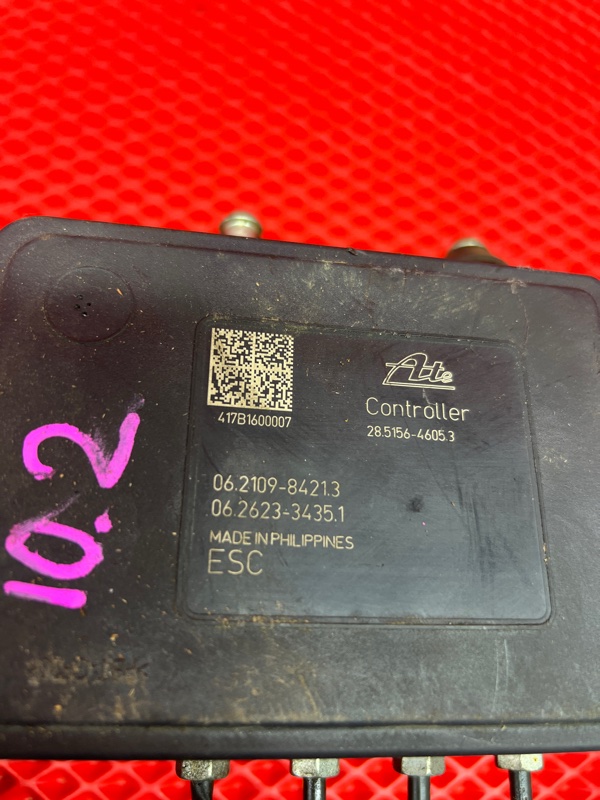 Ate
417B1600007
Controller
28.5156-4605.3
06.2109-8421.3
06.2623-3435.1
MADE IN PHILIPPINES
ESC
10.2